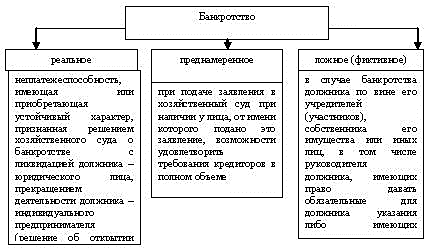 Банкротство
реальное
неплатежеспособность,
имеющая или
приобретающая
устойчивый характер,
признанная решением
хозяйственного суда о
банкротстве с
ликвидацией должника –
юридического лица,
прекращением
деятельности должника –
индивидуального
предпринимателя
(решение об открытии
преднамеренное
при подаче заявления в
хозяйственный суд при
наличии у лица, от имени
которого подано это
заявление, возможности
удовлетворить
требования кредиторов в
полном объеме
ложное (фиктивное)
в случае банкротства
должника по вине его
учредителей
(участников),
собственника его
имущества или иных
лиц, в том числе
руководителя
должника, имеющих
право давать
обязательные для
должника указания
либо имеющих